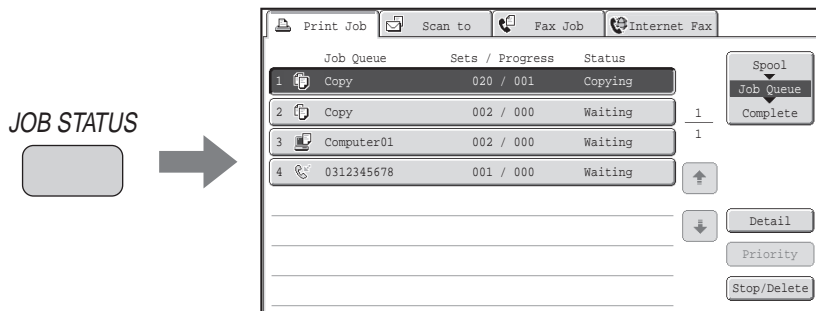 JOB STATUS
Print Job Scan to Fax Job Internet Fax
Job Queue Sets / Progress Status
1 Copy 020 / 001 Copying
2 Copy 002 / 000 Waiting
3 Computer01 002 / 000 Waiting
4 0312345678 001 / 000 Waiting
1
1
Spool
Job Queue
Complete
Detail
Priority
Stop/Delete